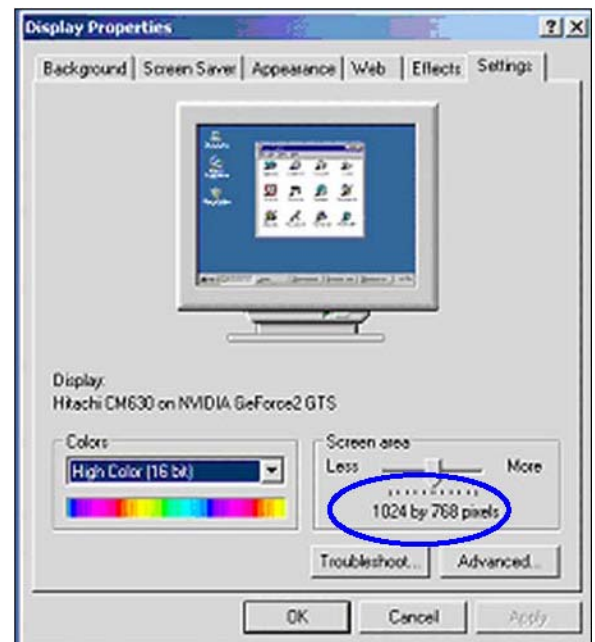 Display Properties
Background Screen Saver Appearance Web Effects Settings
Display:
Hitachi CM630 on NVIDIA GeForce2 GTS
Colors
High Color (16 bit)
Screen area
Less More
1024 by 768 pixels
Troubleshoot... Advanced...
OK Cancel Apply